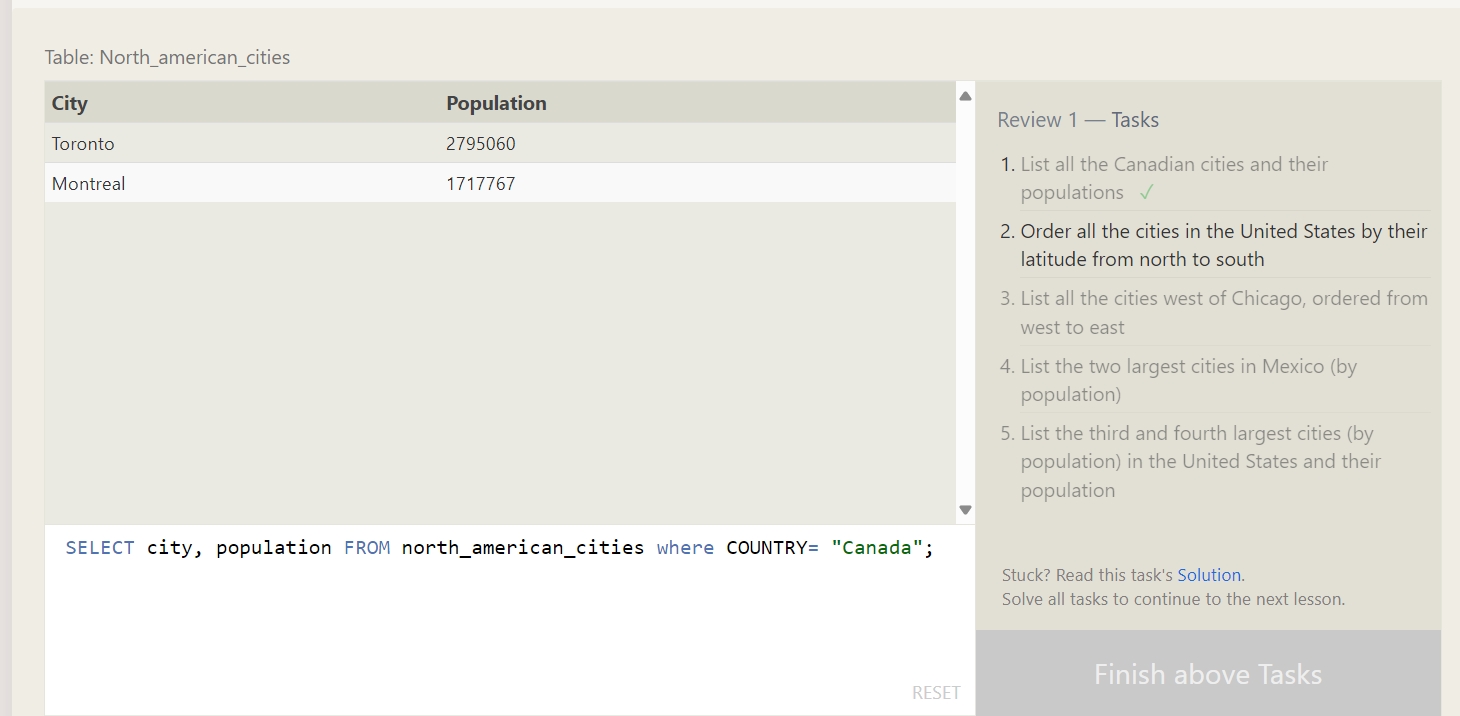 Table: North_american_cities
City Population
Toronto 2795060
Montreal 1717767
SELECT city, population FROM north_american_cities where COUNTRY= "Canada";
RESET
Review 1 — Tasks
1. List all the Canadian cities and their
populations ✓
2. Order all the cities in the United States by their
latitude from north to south
3. List all the cities west of Chicago, ordered from
west to east
4. List the two largest cities in Mexico (by
population)
5. List the third and fourth largest cities (by
population) in the United States and their
population
Stuck? Read this task's Solution.
Solve all tasks to continue to the next lesson.
Finish above Tasks